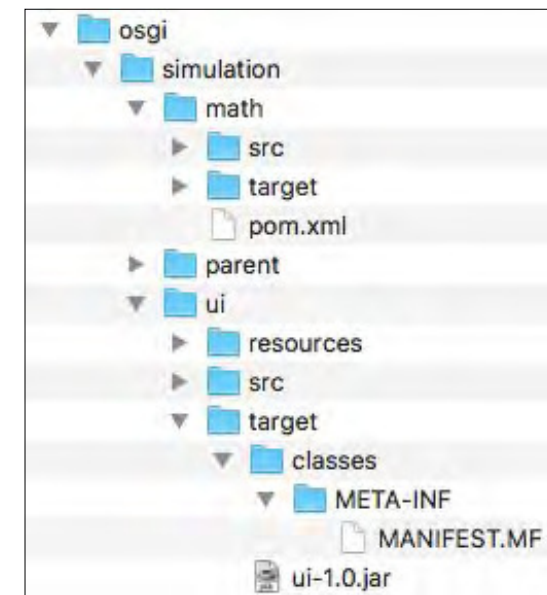 osgi
simulation
math
src
target
pom.xml
parent
ui
resources
src
target
classes
META-INF
MANIFEST.MF
ui-1.0.jar